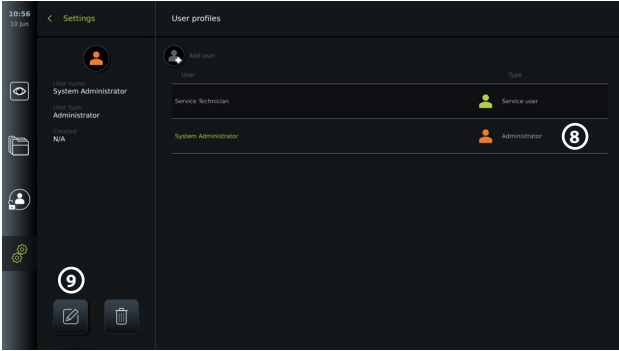 10:56
10 jun
Settings
User profiles
Add user
User
Type
User name:
System Administrator
User type:
Administrator
Created:
N/A
Service Technician
Service user
System Administrator
Administrator
8
9